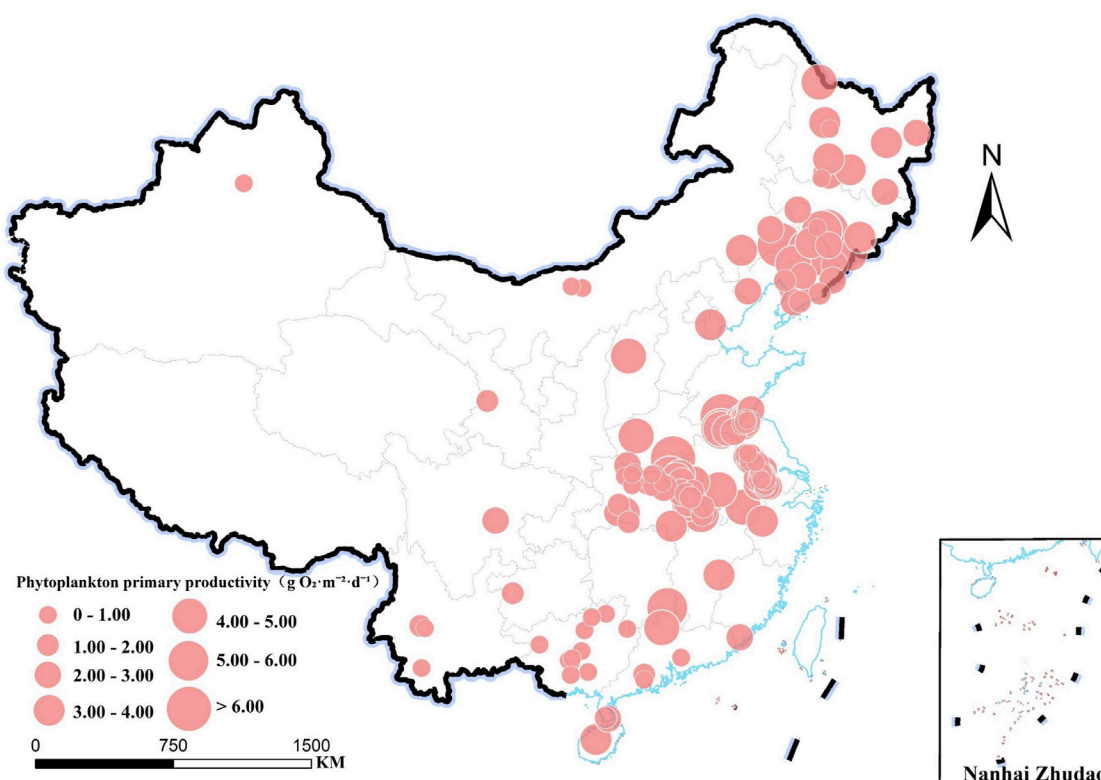 N
Phytoplankton primary productivity（g O₂·m⁻²·d⁻¹）
0 - 1.00
1.00 - 2.00
2.00 - 3.00
3.00 - 4.00
4.00 - 5.00
5.00 - 6.00
> 6.00
0 750 1500
KM
Nanhai Zhudao